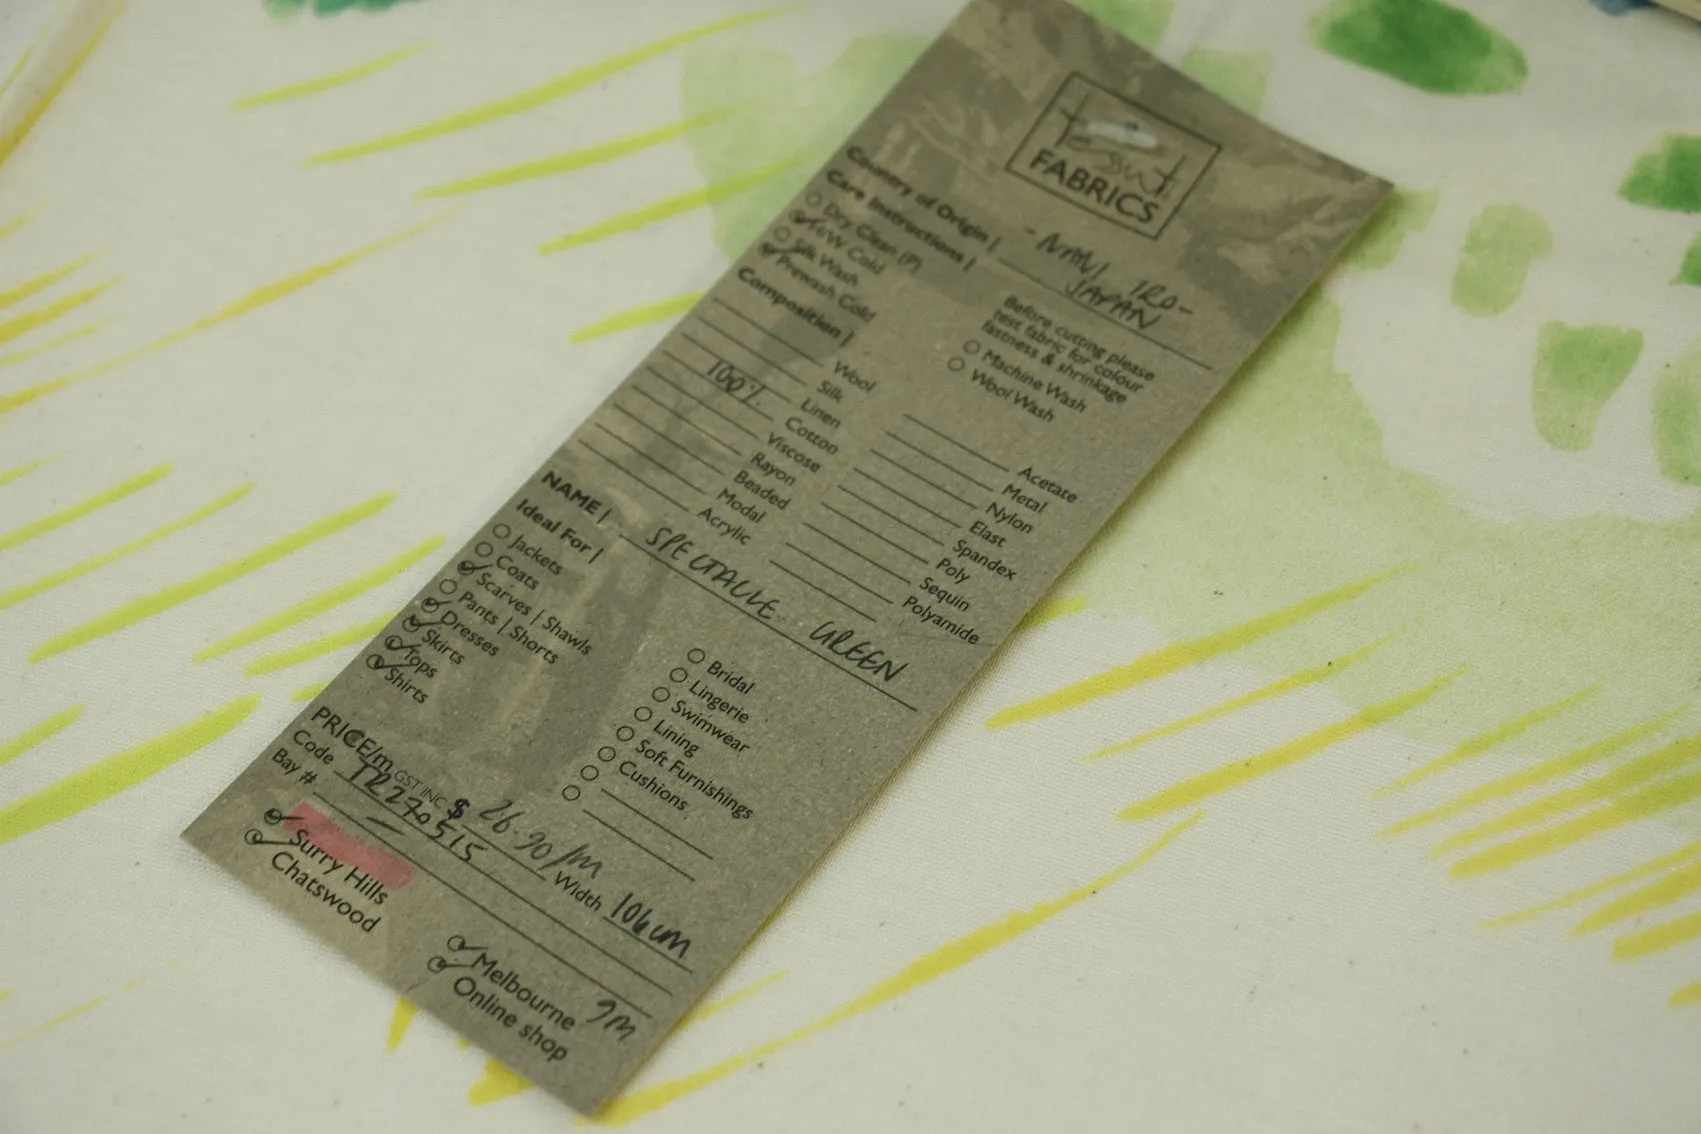 Tessuti
FABRICS
Country of Origin | NANI IRO - JAPAN
Care Instructions |
Dry Clean (P)
H/W Cold
Silk Wash
Prewash Cold
Before cutting please
test fabric for colour
fastness & shrinkage
Machine Wash
Wool Wash
Composition |
Wool
Silk
Linen
100% Cotton
Viscose
Rayon
Beaded
Modal
Acrylic
Acetate
Metal
Nylon
Elast
Spandex
Poly
Sequin
Polyamide
NAME | SPECTACLE GREEN
Ideal For |
Jackets
Coats
Scarves | Shawls
Pants | Shorts
Dresses
Skirts
Tops
Shirts
Bridal
Lingerie
Swimwear
Lining
Soft Furnishings
Cushions
PRICE/m GST INC $ 26.90/m
Code TR270515 Width 106cm
Bay #
Surry Hills
Chatswood
Melbourne 9m
Online shop